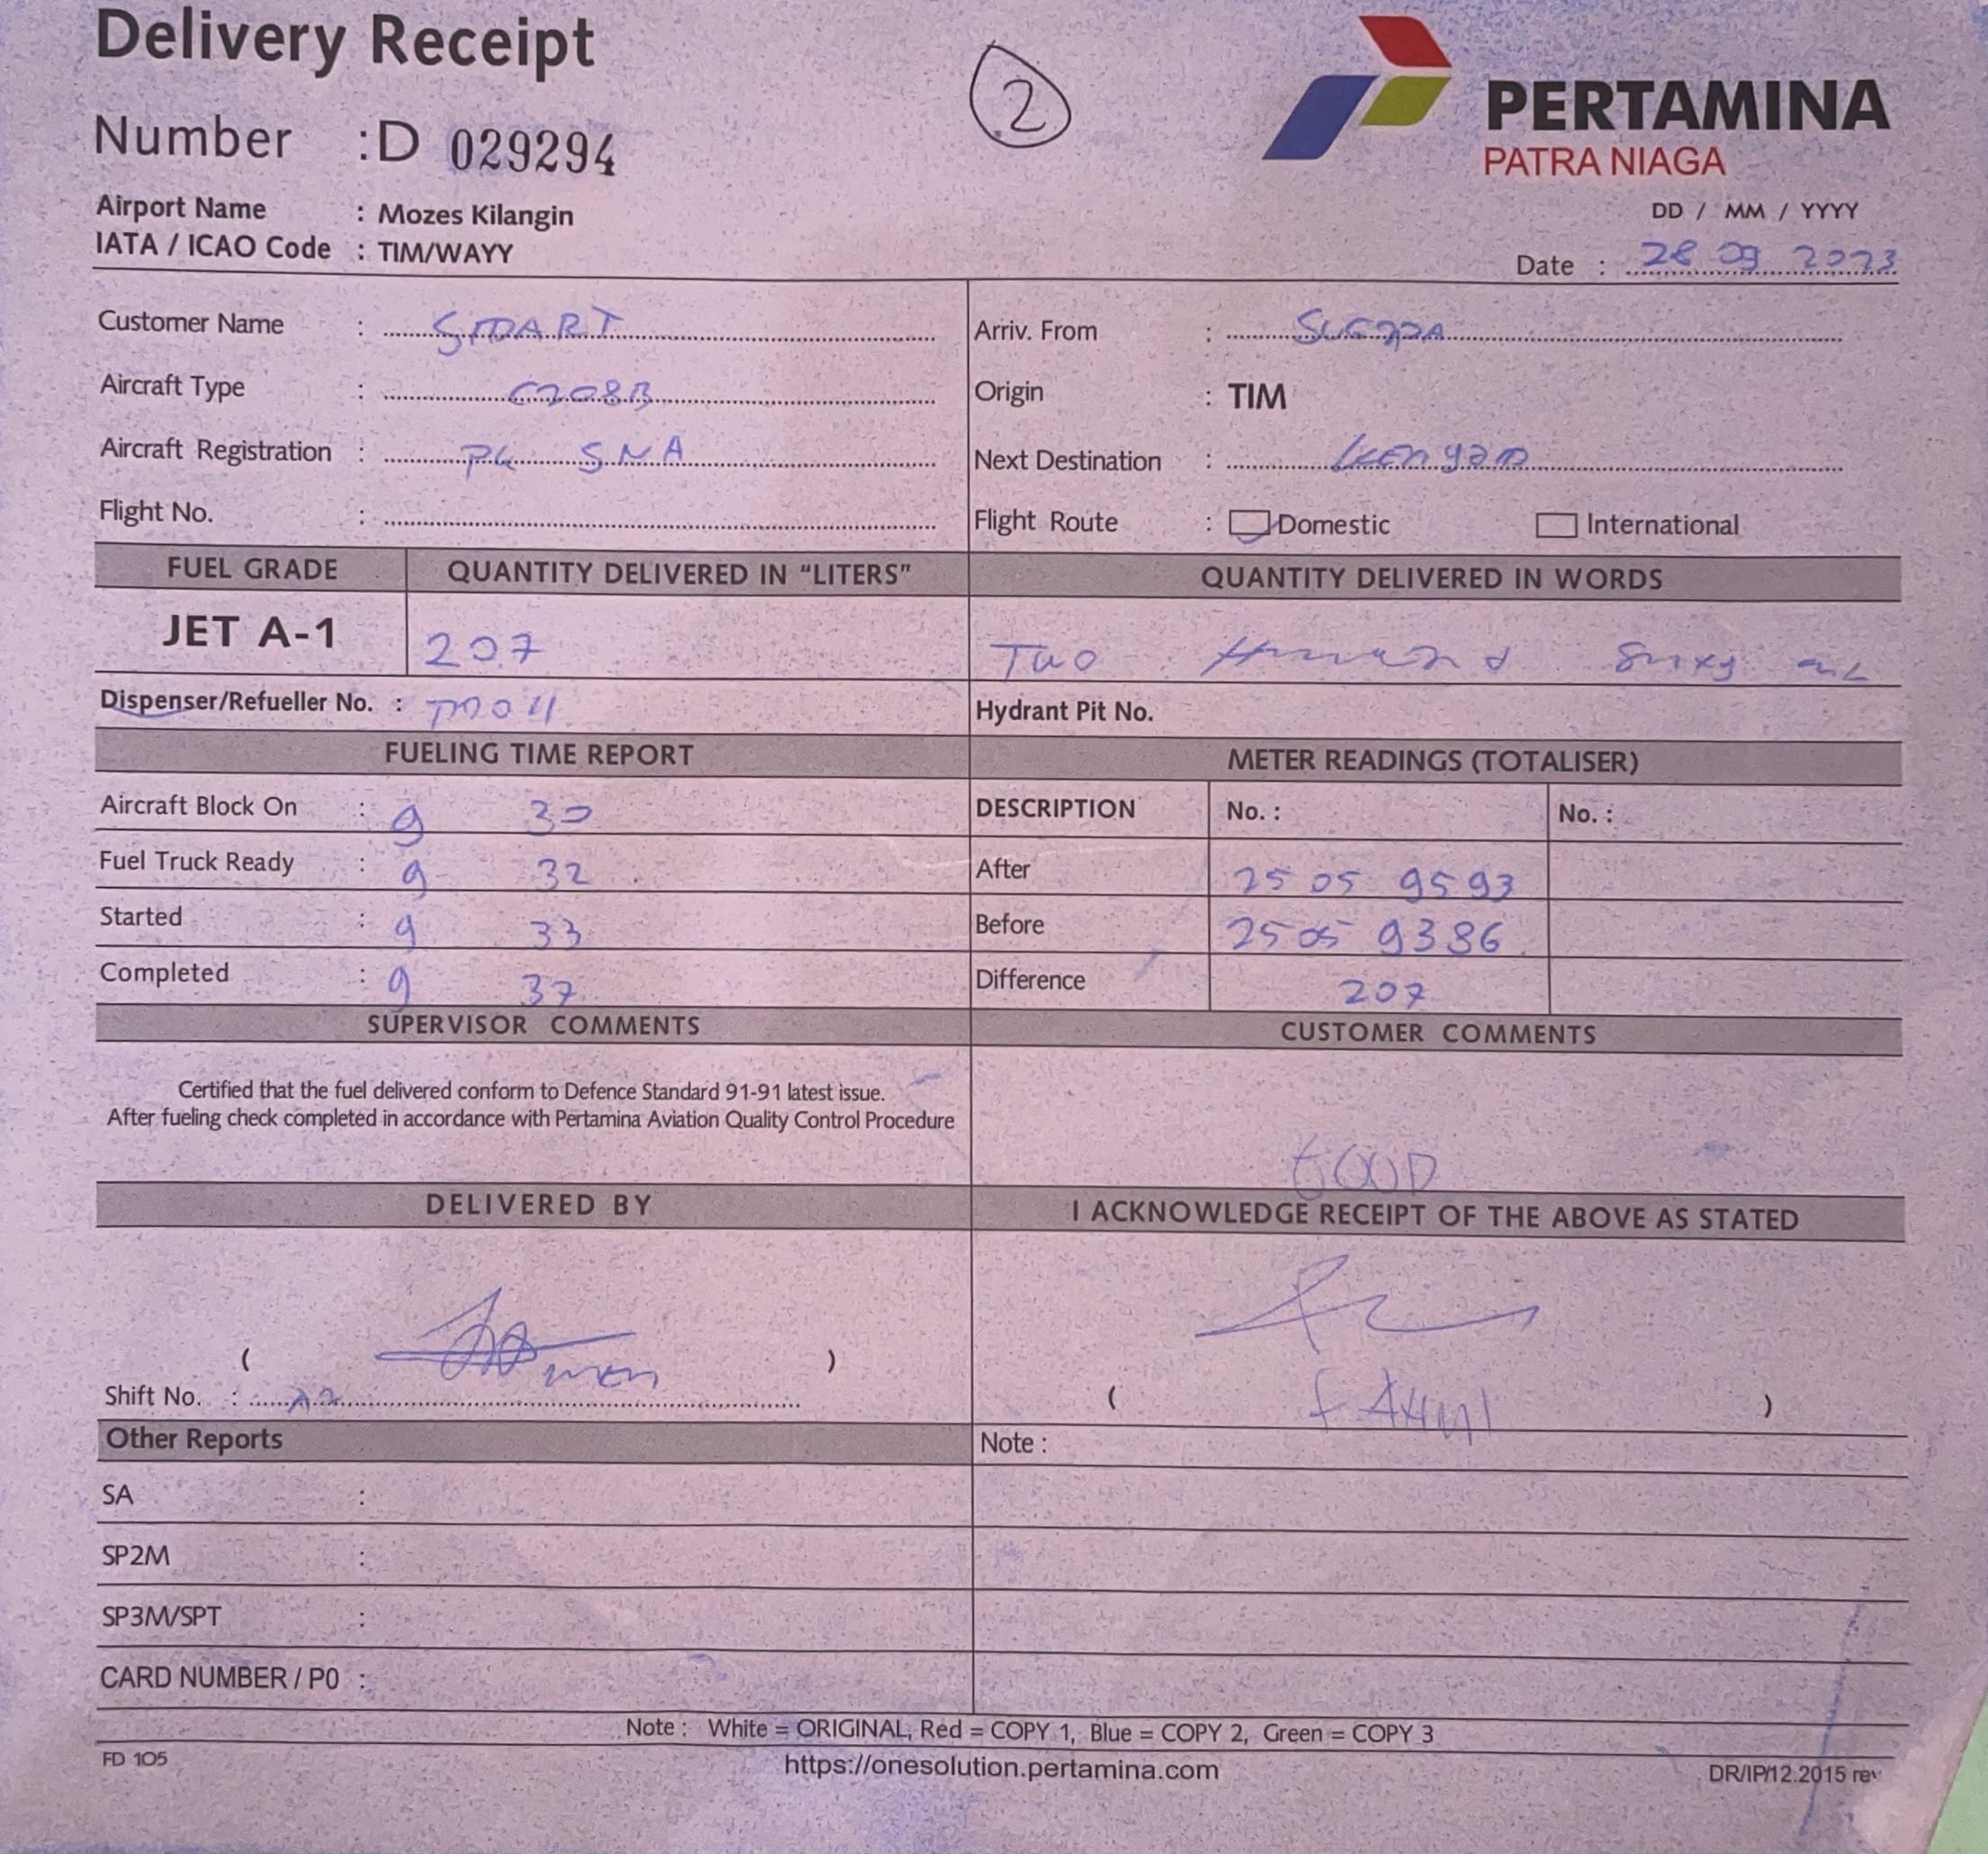 Delivery Receipt
2
PERTAMINA
PATRA NIAGA
Number :D 029294
Airport Name : Mozes Kilangin
IATA / ICAO Code : TIM/WAYY
DD / MM / YYYY
Date : 28 09 2023
Customer Name : SMART
Arriv. From :
Aircraft Type : C208B
Origin : TIM
Aircraft Registration : PK SNA
Next Destination : Kenyam
Flight No. :
Flight Route : Domestic International
FUEL GRADE QUANTITY DELIVERED IN “LITERS” QUANTITY DELIVERED IN WORDS
JET A-1 207 Two
Dispenser/Refueller No. : Hydrant Pit No.
FUELING TIME REPORT METER READINGS (TOTALISER)
Aircraft Block On : 9 30 DESCRIPTION No. : No. :
Fuel Truck Ready : 9 32 After 2505 9593
Started : 9 33 Before 2505 9386
Completed : 9 37 Difference 207
SUPERVISOR COMMENTS CUSTOMER COMMENTS
Certified that the fuel delivered conform to Defence Standard 91-91 latest issue.
After fueling check completed in accordance with Pertamina Aviation Quality Control Procedure
GOOD
DELIVERED BY I ACKNOWLEDGE RECEIPT OF THE ABOVE AS STATED
( )
Shift No. :
( )
Other Reports Note :
SA :
SP2M :
SP3M/SPT :
CARD NUMBER / P0 :
Note : White = ORIGINAL, Red = COPY 1, Blue = COPY 2, Green = COPY 3
FD 105 https://onesolution.pertamina.com DR/IP/12.2015 rev